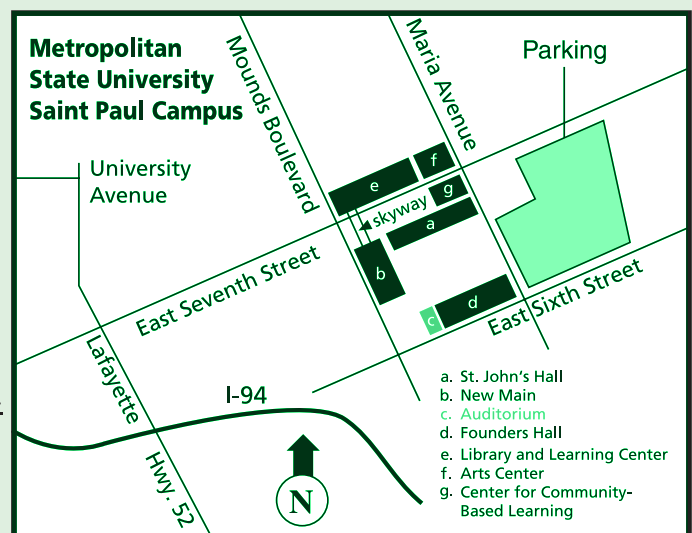 Metropolitan
State University
Saint Paul Campus
Mounds Boulevard
Maria Avenue
Parking
University
Avenue
f
e
g
skyway
a
b
East Seventh Street
d
c
East Sixth Street
Lafayette
Hwy. 52
I-94
N
a. St. John's Hall
b. New Main
c. Auditorium
d. Founders Hall
e. Library and Learning Center
f. Arts Center
g. Center for Community-
Based Learning